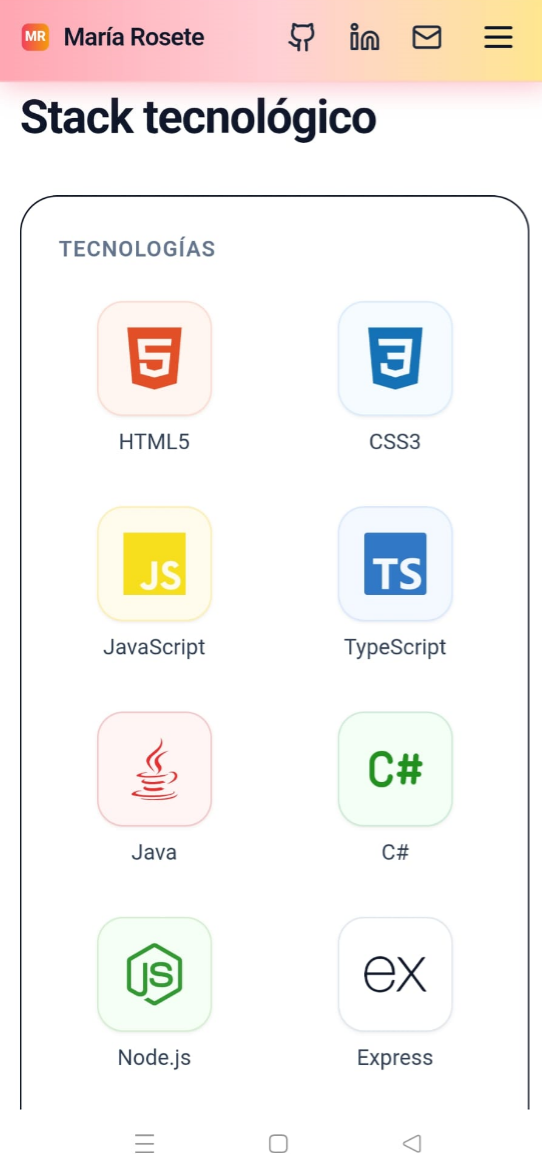 MR María Rosete
Stack tecnológico
TECNOLOGÍAS
5 3
HTML5 CSS3
JS TS
JavaScript TypeScript
C#
Java C#
JS ex
Node.js Express